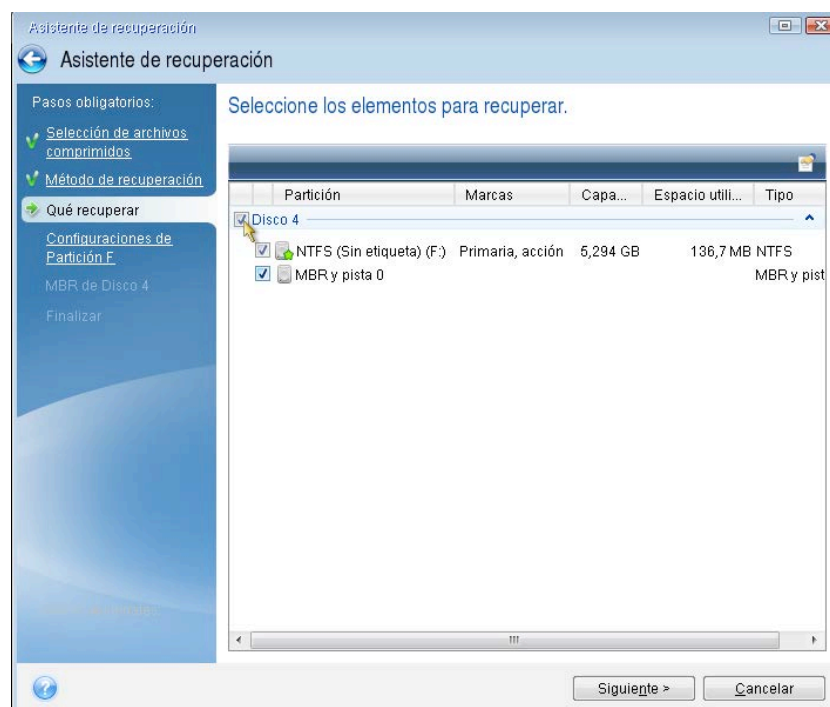 Asistente de recuperación
Asistente de recuperación
Pasos obligatorios:
Selección de archivos
comprimidos
Método de recuperación
Qué recuperar
Configuraciones de
Partición F
MBR de Disco 4
Finalizar
Seleccione los elementos para recuperar.
Partición Marcas Capa... Espacio utili... Tipo
Disco 4
NTFS (Sin etiqueta) (F:) Primaria, acción 5,294 GB 136,7 MB NTFS
MBR y pista 0 MBR y pist
Siguiente >
Cancelar